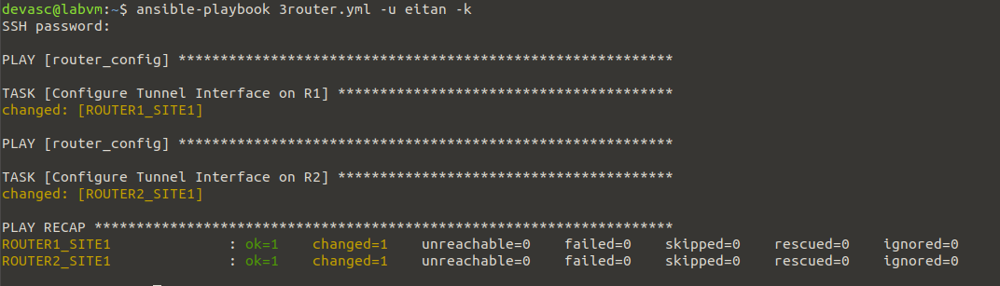 devasc@labvm:~$ ansible-playbook 3router.yml -u eitan -k
SSH password:
PLAY [router_config] ***********************************************************
TASK [Configure Tunnel Interface on R1] ****************************************
changed: [ROUTER1_SITE1]
PLAY [router_config] ***********************************************************
TASK [Configure Tunnel Interface on R2] ****************************************
changed: [ROUTER2_SITE1]
PLAY RECAP *********************************************************************
ROUTER1_SITE1              : ok=1    changed=1    unreachable=0    failed=0    skipped=0    rescued=0    ignored=0
ROUTER2_SITE1              : ok=1    changed=1    unreachable=0    failed=0    skipped=0    rescued=0    ignored=0